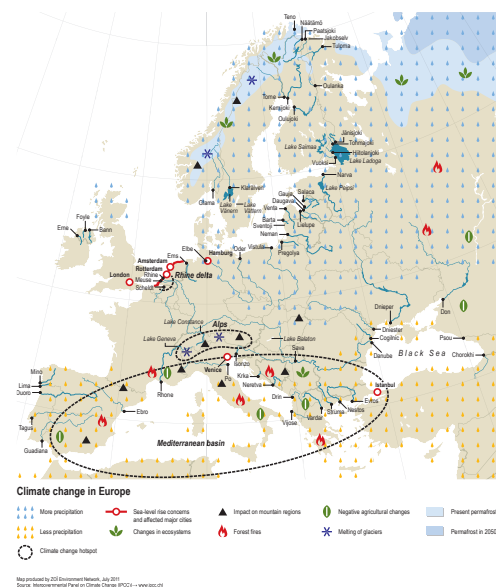 Teno
Näätämö
Paatsjoki
Jakobselv
Tuloma
Oulanka
Tornie
Kemijoki
Oulujoki
Jänisjoki
Tohmajoki
Hiitolanjoki
Lake Saimaa
Lake Ladoga
Vuoksi
Narva
Lake Peipsi
Klarälven
Glama
Lake
Vänern
Lake
Vättern
Salaca
Gauja
Daugava
Venta
Lielupe
Barta
Sventoji
Nemen
Pregolya
Vistula
Oder
Elbe
Hamburg
Ems
Foyle
Erne
Bann
Amsterdam
Rotterdam
Rhine
Meuse
Scheldt
London
Rhine delta
Dnieper
Don
Dniester
Cogilnic
Danube
Psou
Chorokhi
Black Sea
Lake Constance
Alps
Lake Geneva
Lake Balaton
Sava
Isonzo
Venice
Po
Krka
Neretva
Rhone
Drin
Vijose
Vardar
Struma
Nestos
Evros
Istanbul
Minő
Lima
Duoro
Tagus
Guadiana
Ebro
Mediterranean basin
Climate change in Europe
More precipitation
Sea-level rise concerns
and affected major cities
Impact on mountain regions
Negative agricultural changes
Present permafrost
Less precipitation
Changes in ecosystems
Forest fires
Melting of glaciers
Permafrost in 2050
Climate change hotspot
Map produced by ZOÏ Environment Network, July 2011
Source: Intergovernmental Panel on Climate Change (IPCC) → www.ipcc.ch)